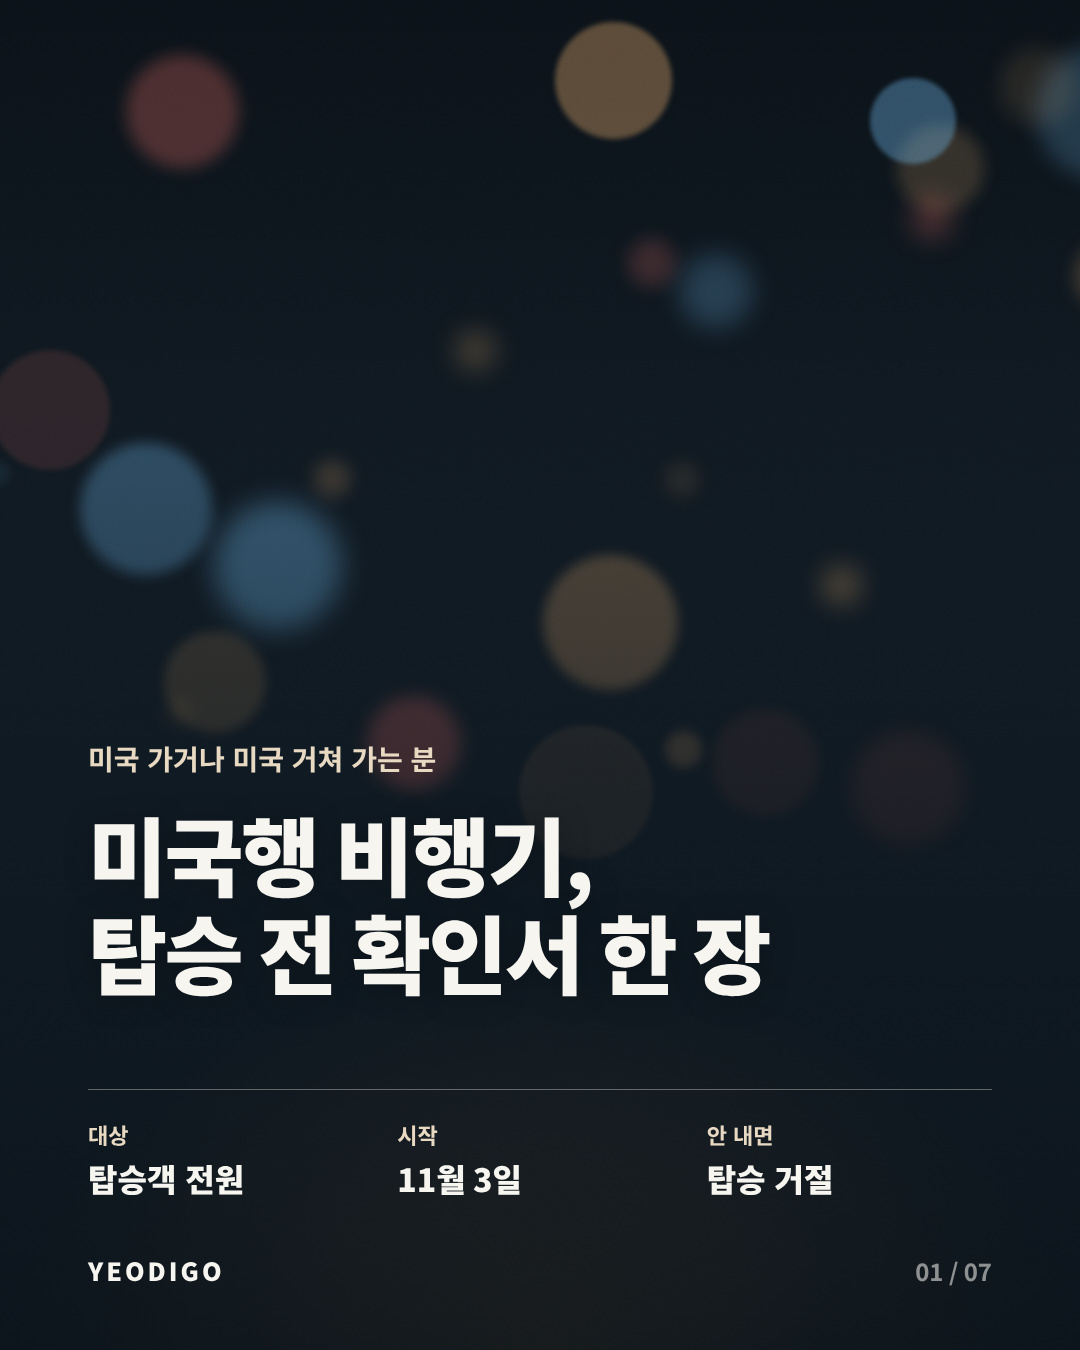 미국 가거나 미국 거쳐 가는 분
미국행 비행기,
탑승 전 확인서 한 장
대상
탑승객 전원
시작
11월 3일
안 내면
탑승 거절
YEODIGO
01 / 07